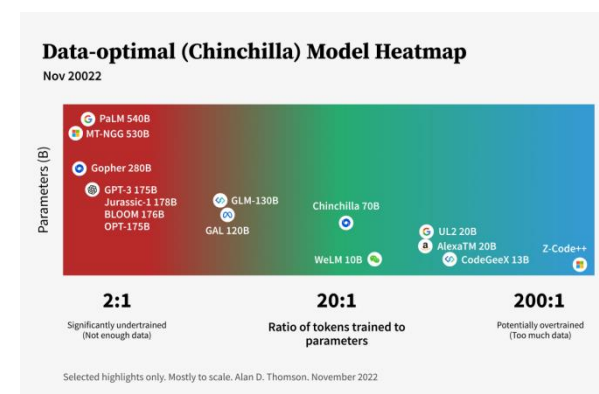 Data-optimal (Chinchilla) Model Heatmap
Nov 20022
Parameters (B)
PaLM 540B
MT-NGG 530B
Gopher 280B
GPT-3 175B
Jurassic-1 178B
BLOOM 176B
OPT-175B
GLM-130B
GAL 120B
Chinchilla 70B
WeLM 10B
UL2 20B
AlexaTM 20B
CodeGeeX 13B
Z-Code++
2:1
Significantly undertrained
(Not enough data)
20:1
Ratio of tokens trained to
parameters
200:1
Potentially overtrained
(Too much data)
Selected highlights only. Mostly to scale. Alan D. Thomson. November 2022